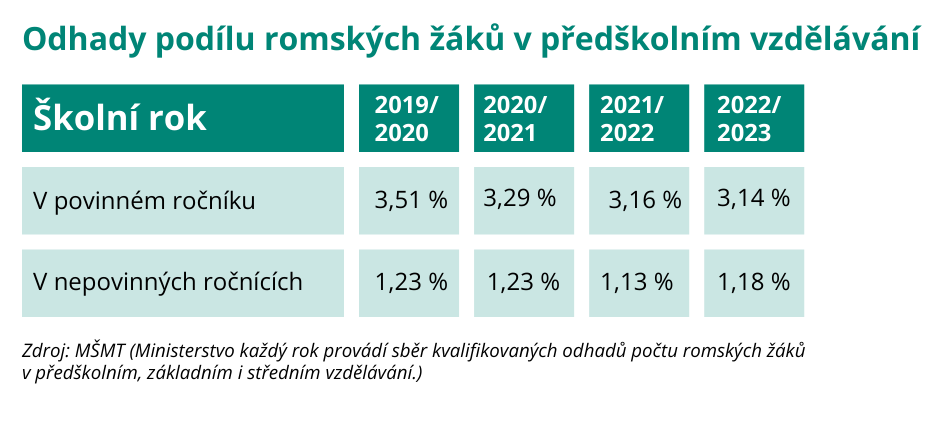 Odhady podílu romských žáků v předškolním vzdělávání
Školní rok 2019/ 2020/ 2021/ 2022/
2020 2021 2022 2023
V povinném ročníku 3,51 % 3,29 % 3,16 % 3,14 %
V nepovinných ročnících 1,23 % 1,23 % 1,13 % 1,18 %
Zdroj: MŠMT (Ministerstvo každý rok provádí sběr kvalifikovaných odhadů počtu romských žáků
v předškolním, základním i středním vzdělávání.)